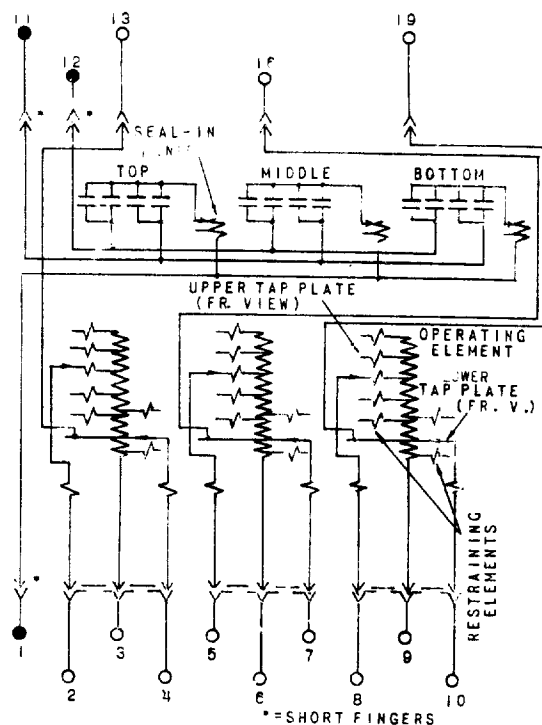 11
13
19
12
16
*
*
SEAL-IN
TOP
MIDDLE
BOTTOM
UPPER TAP PLATE
(FR. VIEW)
OPERATING
ELEMENT
LOWER
TAP PLATE
(FR. V.)
RESTRAINING
ELEMENTS
*
1
3
5
7
9
2
4
6
8
10
*=SHORT FINGERS